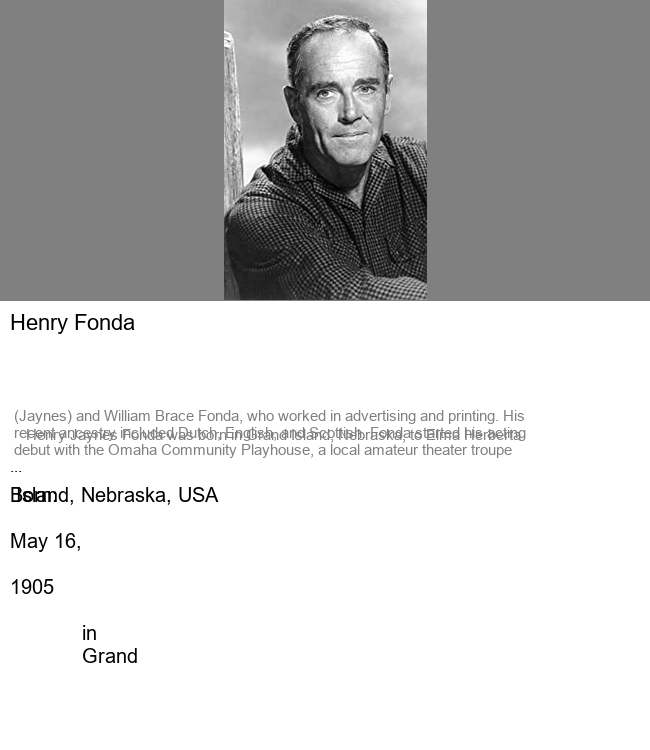 Henry Fonda
(Jaynes) and William Brace Fonda, who worked in advertising and printing. His
recent ancestry included Dutch, English, and Scottish. Fonda started his acting
Henry Jaynes Fonda was born in Grand Island, Nebraska, to Elma Herberta
debut with the Omaha Community Playhouse, a local amateur theater troupe
...
Born:
Island, Nebraska, USA
May 16,
1905
in
Grand